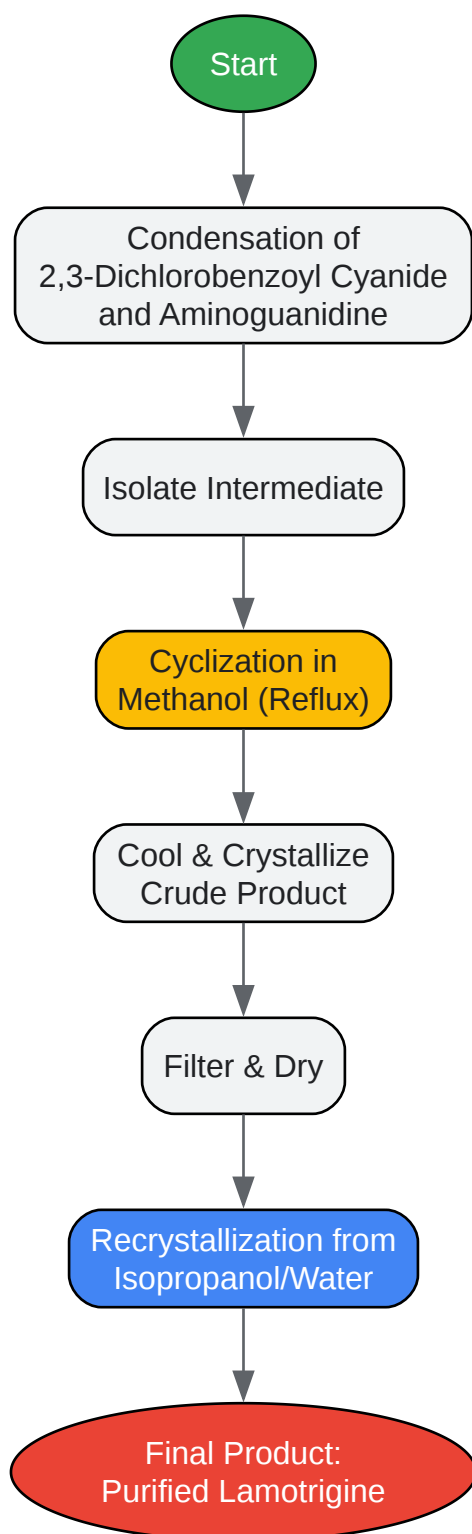 Start
Condensation of
2,3-Dichlorobenzoyl Cyanide
and Aminoguanidine
Isolate Intermediate
Cyclization in
Methanol (Reflux)
Cool & Crystallize
Crude Product
Filter & Dry
Recrystallization from
Isopropanol/Water
Final Product:
Purified Lamotrigine